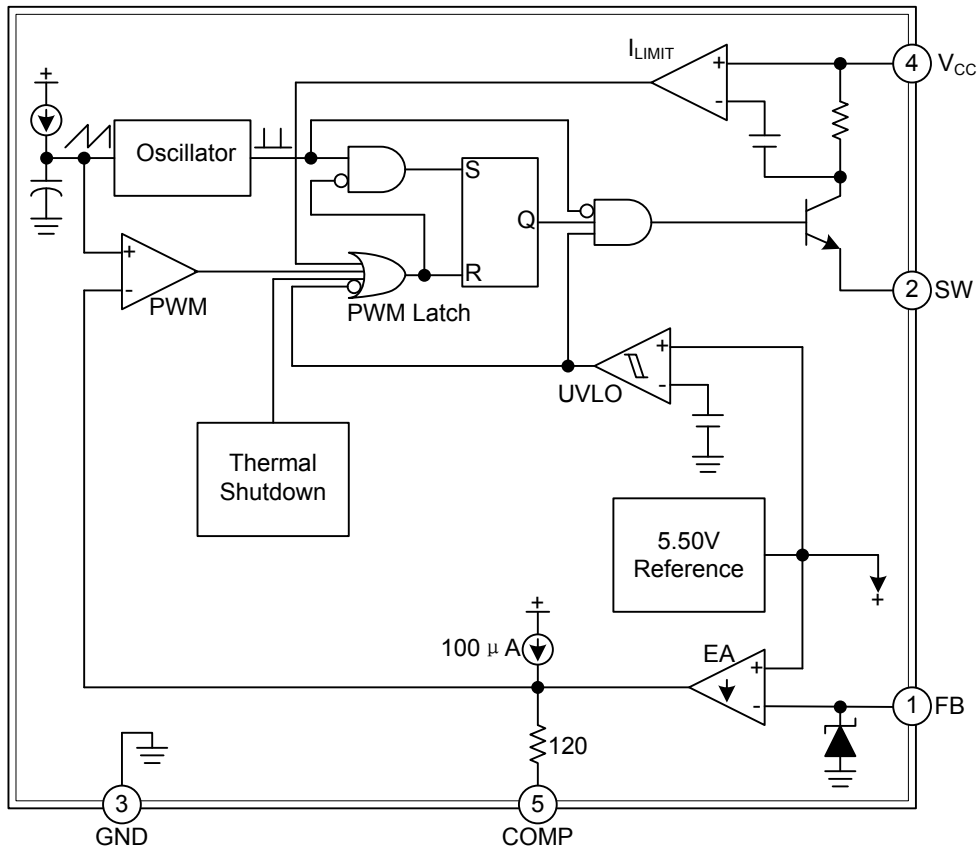 I_LIMIT
+
-
4
V_CC
+
Oscillator
S
Q
R
+
-
PWM
PWM Latch
2
SW
+
-
UVLO
Thermal
Shutdown
5.50V
Reference
+
+
100 μ A
EA
+
-
1
FB
120
3
GND
5
COMP